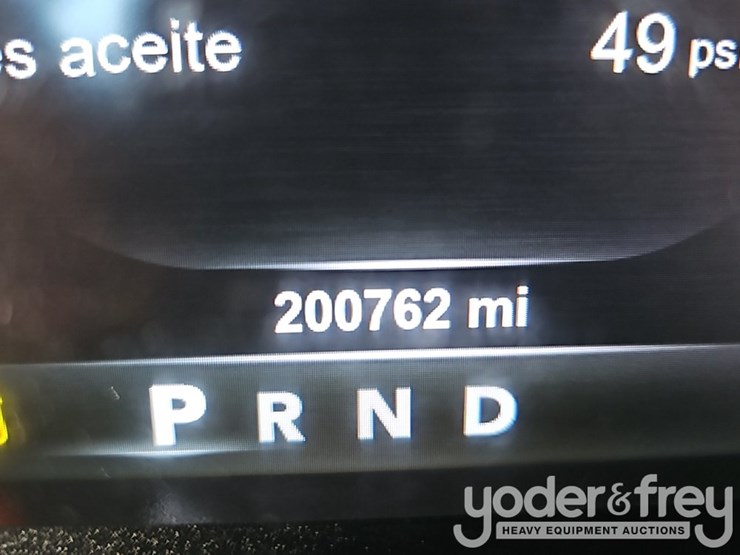 es aceite 49 ps
200762 mi
P R N D
yoder&frey
HEAVY EQUIPMENT AUCTIONS